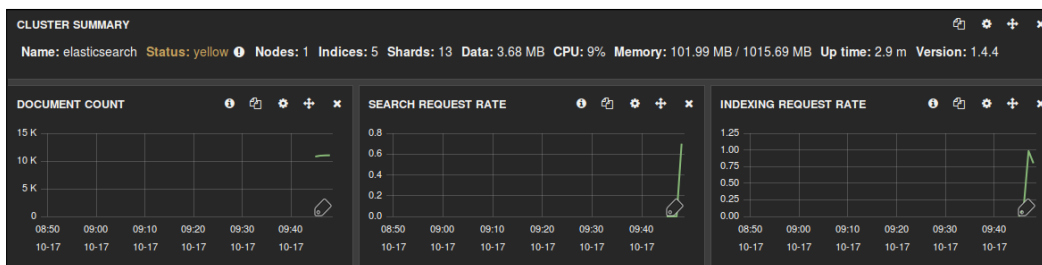 CLUSTER SUMMARY
Name: elasticsearch Status: yellow Nodes: 1 Indices: 5 Shards: 13 Data: 3.68 MB CPU: 9% Memory: 101.99 MB / 1015.69 MB Up time: 2.9 m Version: 1.4.4
DOCUMENT COUNT
15 K
10 K
5 K
0
08:50 09:00 09:10 09:20 09:30 09:40
10-17 10-17 10-17 10-17 10-17 10-17
SEARCH REQUEST RATE
0.8
0.6
0.4
0.2
0.0
08:50 09:00 09:10 09:20 09:30 09:40
10-17 10-17 10-17 10-17 10-17 10-17
INDEXING REQUEST RATE
1.25
1.00
0.75
0.50
0.25
0.00
08:50 09:00 09:10 09:20 09:30 09:40
10-17 10-17 10-17 10-17 10-17 10-17